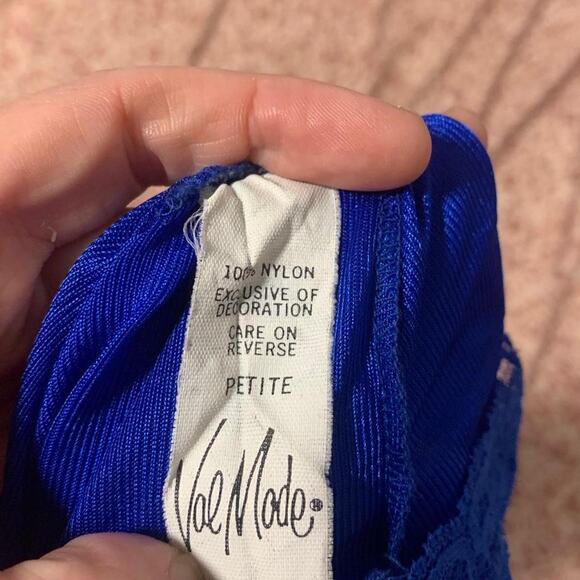 100% NYLON
EXCLUSIVE OF
DECORATION
CARE ON
REVERSE
PETITE
Val Mode®